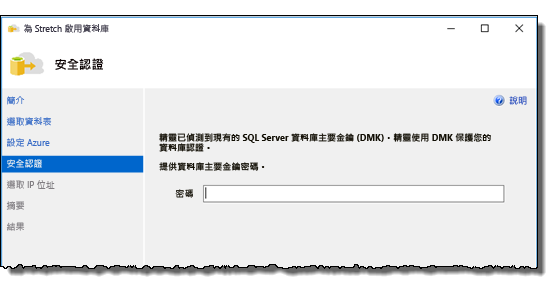 為 Stretch 啟用資料庫
安全認證
簡介
選取資料表
設定 Azure
安全認證
選取 IP 位址
摘要
結果
說明
精靈已偵測到現有的 SQL Server 資料庫主要金鑰 (DMK)。精靈使用 DMK 保護您的
資料庫認證。
提供資料庫主要金鑰密碼。
密碼